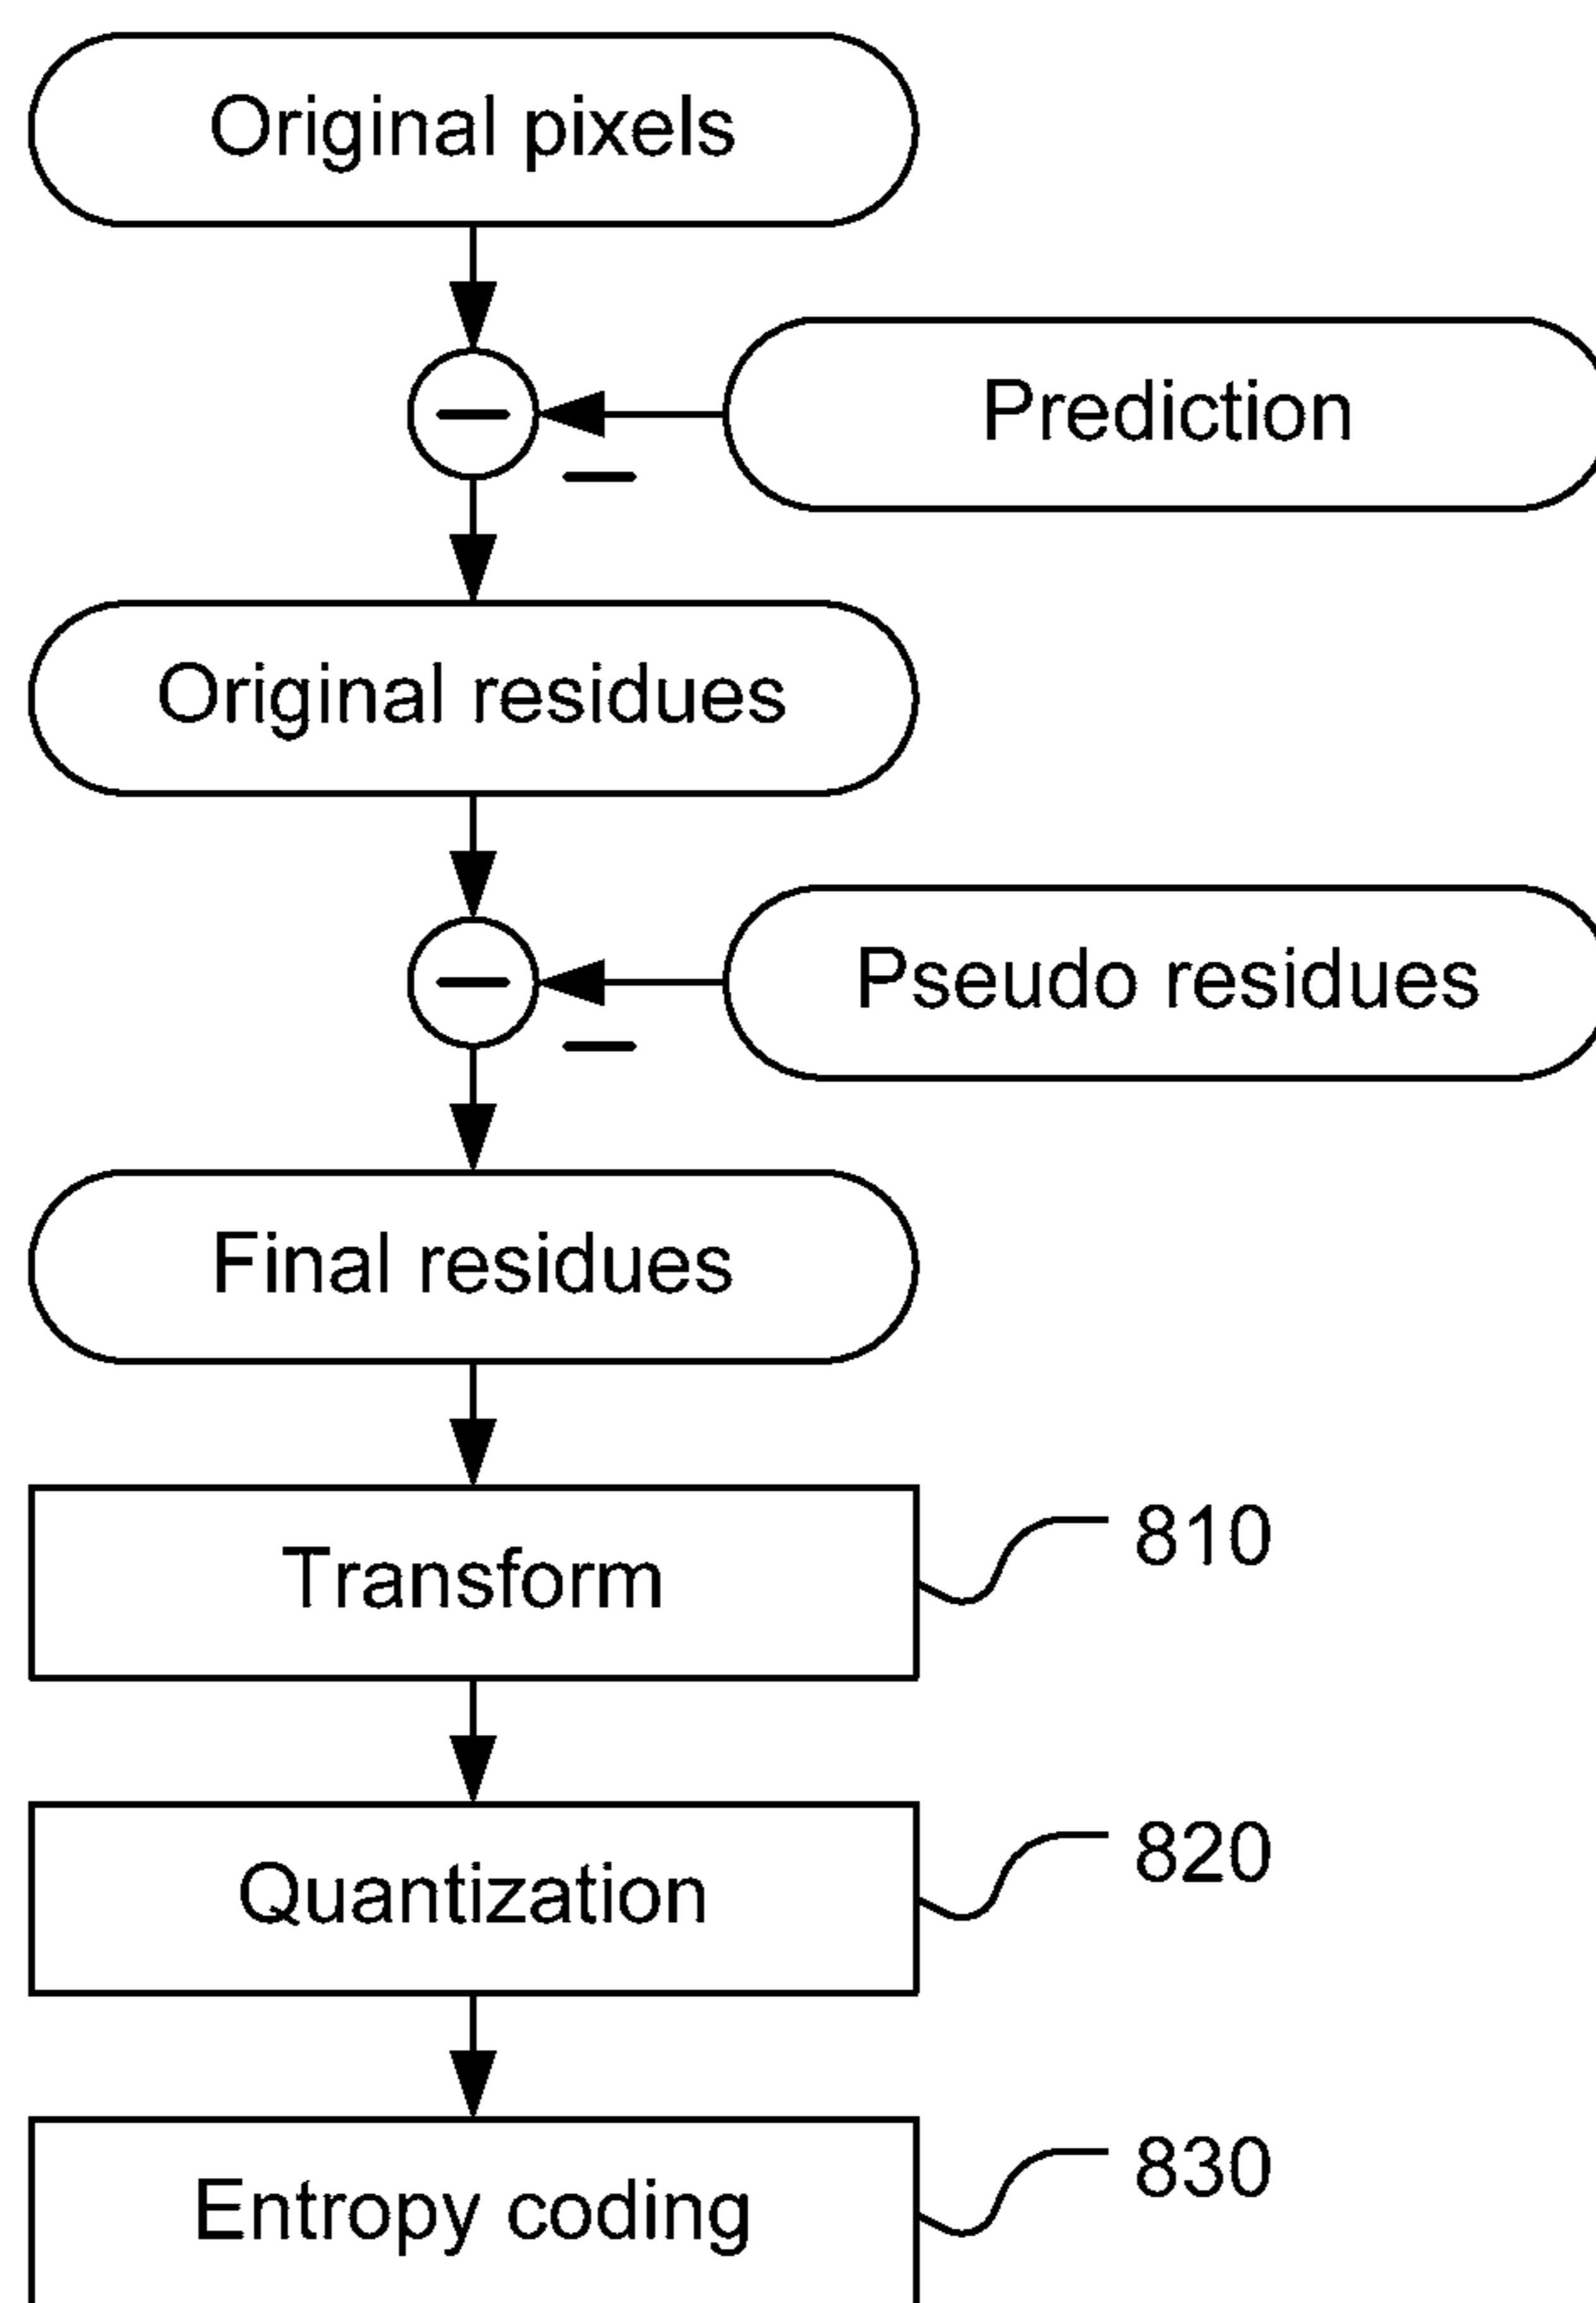 Original pixels
Prediction
Original residues
Pseudo residues
Final residues
Transform
810
Quantization
820
Entropy coding
830